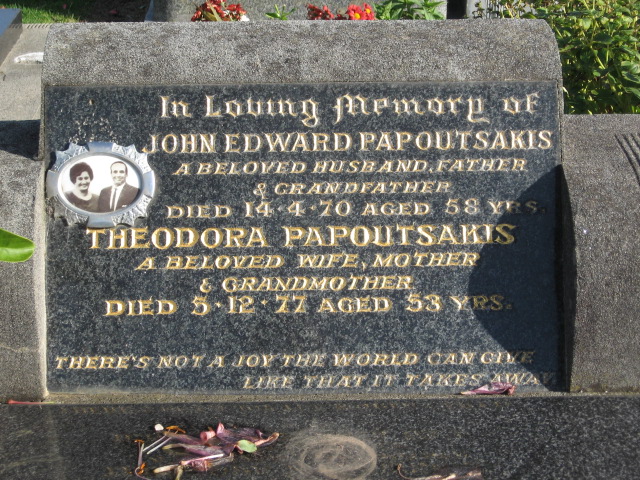 In Loving Memory of
JOHN EDWARD PAPOUTSAKIS
A BELOVED HUSBAND, FATHER
& GRANDFATHER
DIED 14·4·70 AGED 58 YRS.
THEODORA PAPOUTSAKIS
A BELOVED WIFE, MOTHER
& GRANDMOTHER
DIED 5·12·77 AGED 53 YRS.
THERE'S NOT A JOY THE WORLD CAN GIVE
LIKE THAT IT TAKES AWAY